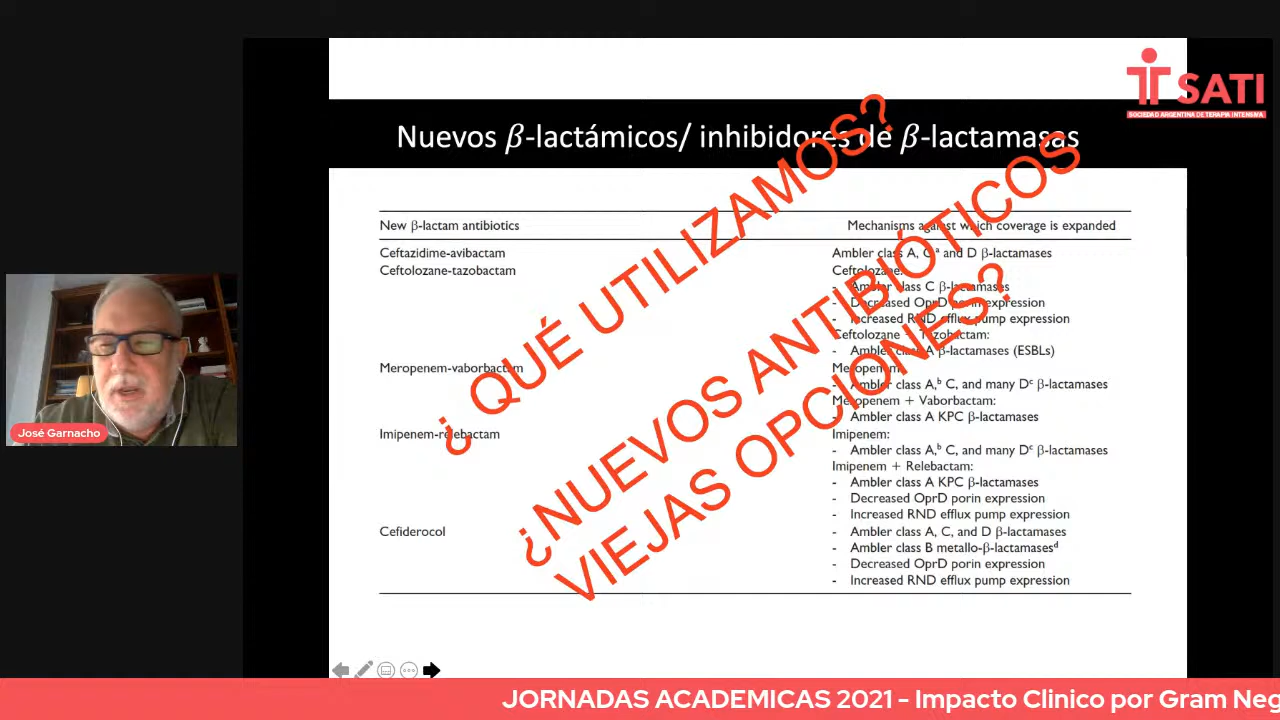 SATI
SOCIEDAD ARGENTINA DE TERAPIA INTENSIVA
Nuevos β-lactámicos/ inhibidores de β-lactamasas
New β-lactam antibiotics
Mechanisms against which coverage is expanded
Ceftazidime-avibactam
Ambler class A, C,ᵃ and D β-lactamases
Ceftolozane-tazobactam
Ceftolozane:
- Ambler class C β-lactamases
- Decreased OprD porin expression
- Increased RND efflux pump expression
Ceftolozane + Tazobactam:
- Ambler class A β-lactamases (ESBLs)
Meropenem-vaborbactam
Meropenem:
- Ambler class A,ᵇ C, and many Dᶜ β-lactamases
Meropenem + Vaborbactam:
- Ambler class A KPC β-lactamases
Imipenem-relebactam
Imipenem:
- Ambler class A,ᵇ C, and many Dᶜ β-lactamases
Imipenem + Relebactam:
- Ambler class A KPC β-lactamases
- Decreased OprD porin expression
- Increased RND efflux pump expression
Cefiderocol
- Ambler class A, C, and D β-lactamases
- Ambler class B metallo-β-lactamasesᵈ
- Decreased OprD porin expression
- Increased RND efflux pump expression
¿ QUÉ UTILIZAMOS?
¿NUEVOS ANTIBIÓTICOS
VIEJAS OPCIONES?
José Garnacho
JORNADAS ACADEMICAS 2021 - Impacto Clinico por Gram Neg